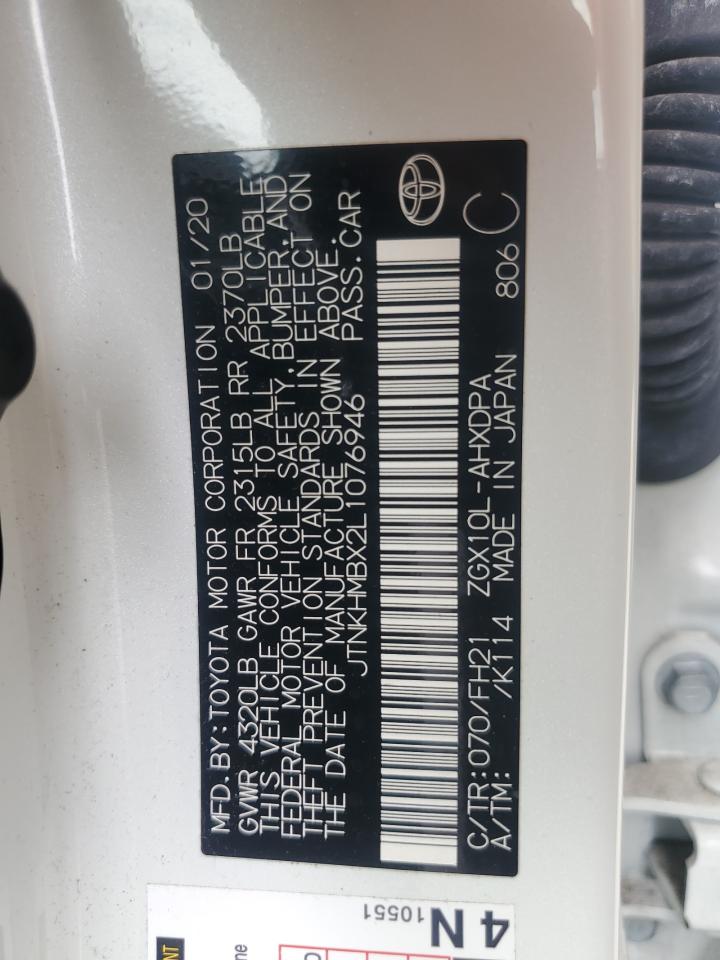 MFD.BY:TOYOTA MOTOR CORPORATION 01/20
GVWR 4320LB GAWR FR 2315LB RR 2370LB
THIS VEHICLE CONFORMS TO ALL APPLICABLE
FEDERAL MOTOR VEHICLE SAFETY,BUMPER,AND
THEFT PREVENTION STANDARDS IN EFFECT ON
THE DATE OF MANUFACTURE SHOWN ABOVE.
JTNKHMBX2L1076946 PASS.CAR
C/TR:070/FH21 ZGX10L-AHXDPA 806 C
A/TM: /K114 MADE IN JAPAN
4N
10551